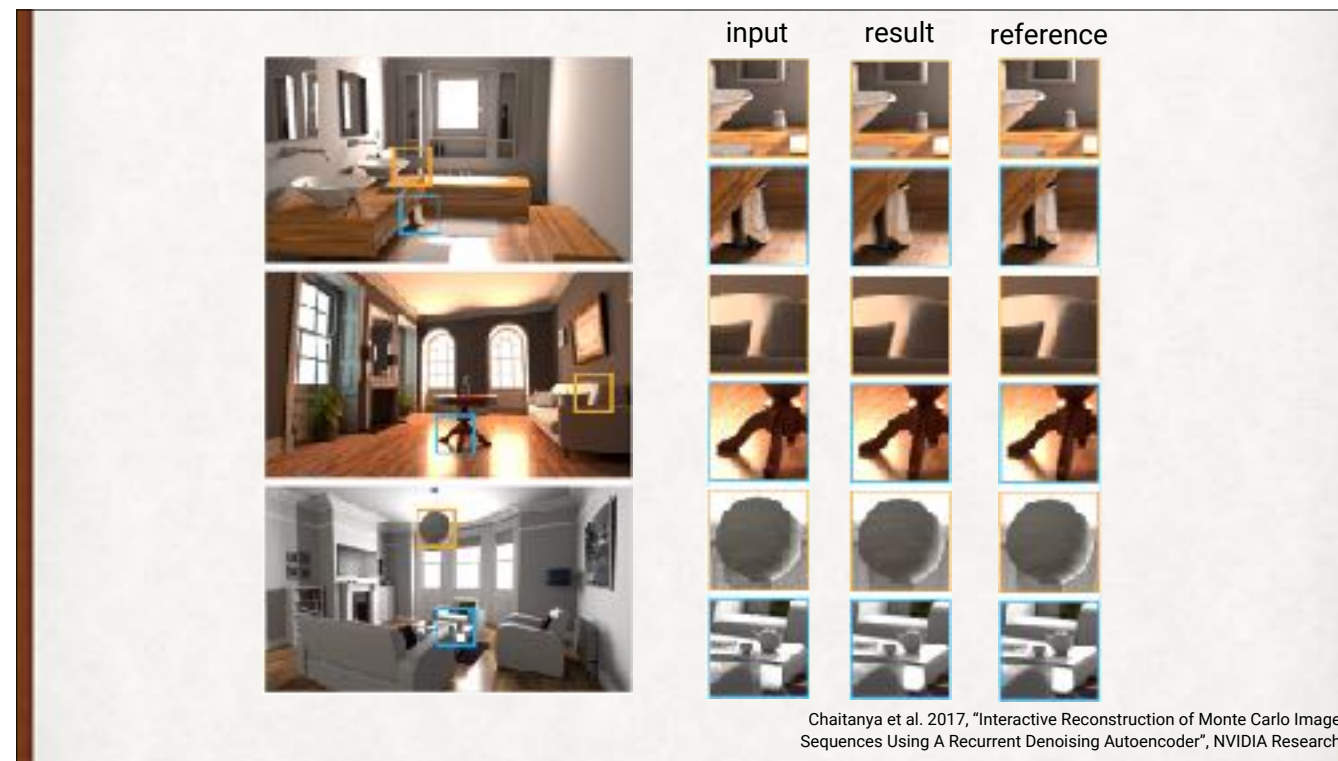 input result reference
Chaitanya et al. 2017, “Interactive Reconstruction of Monte Carlo Image
Sequences Using A Recurrent Denoising Autoencoder”, NVIDIA Research